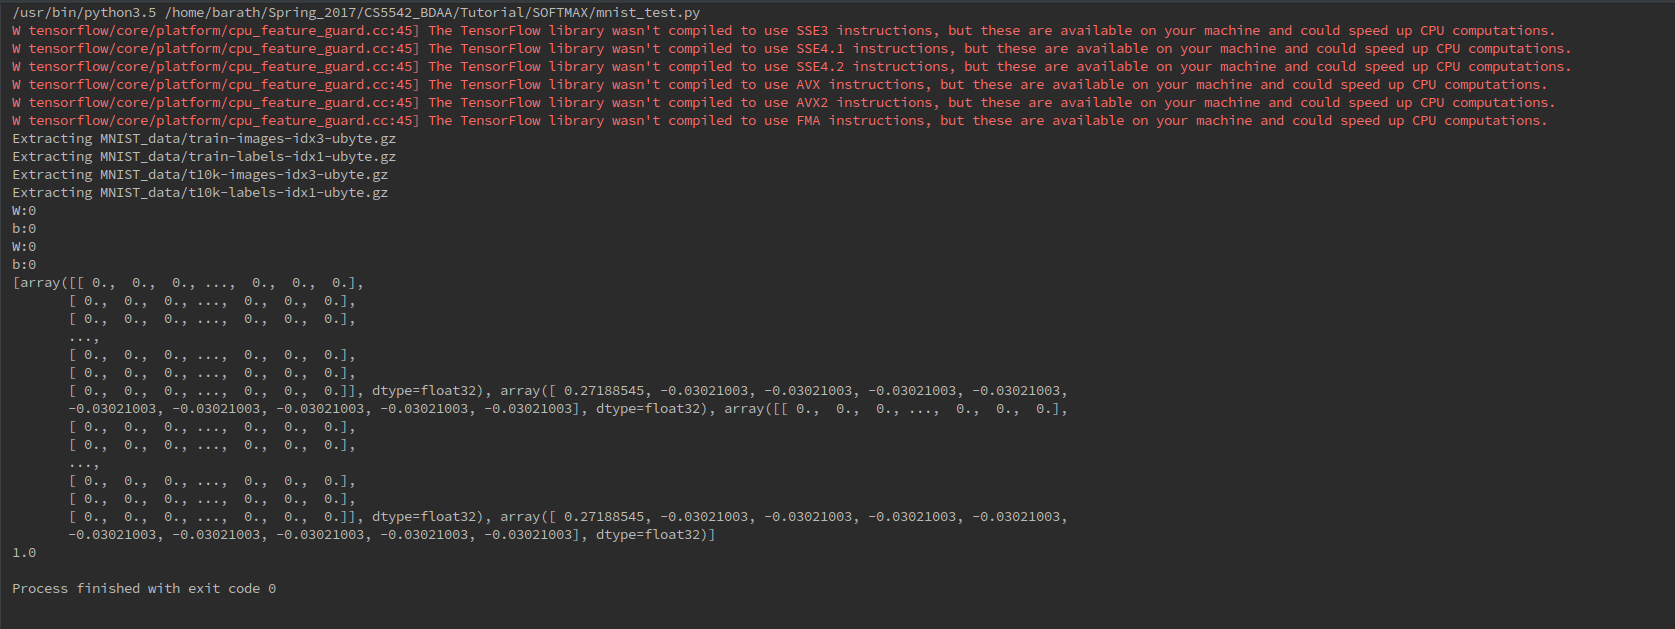 /usr/bin/python3.5 /home/barath/Spring_2017/CS5542_BDAA/Tutorial/SOFTMAX/mnist_test.py
W tensorflow/core/platform/cpu_feature_guard.cc:45] The TensorFlow library wasn't compiled to use SSE3 instructions, but these are available on your machine and could speed up CPU computations.
W tensorflow/core/platform/cpu_feature_guard.cc:45] The TensorFlow library wasn't compiled to use SSE4.1 instructions, but these are available on your machine and could speed up CPU computations.
W tensorflow/core/platform/cpu_feature_guard.cc:45] The TensorFlow library wasn't compiled to use SSE4.2 instructions, but these are available on your machine and could speed up CPU computations.
W tensorflow/core/platform/cpu_feature_guard.cc:45] The TensorFlow library wasn't compiled to use AVX instructions, but these are available on your machine and could speed up CPU computations.
W tensorflow/core/platform/cpu_feature_guard.cc:45] The TensorFlow library wasn't compiled to use AVX2 instructions, but these are available on your machine and could speed up CPU computations.
W tensorflow/core/platform/cpu_feature_guard.cc:45] The TensorFlow library wasn't compiled to use FMA instructions, but these are available on your machine and could speed up CPU computations.
Extracting MNIST_data/train-images-idx3-ubyte.gz
Extracting MNIST_data/train-labels-idx1-ubyte.gz
Extracting MNIST_data/t10k-images-idx3-ubyte.gz
Extracting MNIST_data/t10k-labels-idx1-ubyte.gz
W:0
b:0
W:0
b:0
[array([[ 0.,  0.,  0., ...,  0.,  0.,  0.],
       [ 0.,  0.,  0., ...,  0.,  0.,  0.],
       [ 0.,  0.,  0., ...,  0.,  0.,  0.],
       ...,
       [ 0.,  0.,  0., ...,  0.,  0.,  0.],
       [ 0.,  0.,  0., ...,  0.,  0.,  0.],
       [ 0.,  0.,  0., ...,  0.,  0.,  0.]], dtype=float32), array([ 0.27188545, -0.03021003, -0.03021003, -0.03021003, -0.03021003,
       -0.03021003, -0.03021003, -0.03021003, -0.03021003, -0.03021003], dtype=float32), array([[ 0.,  0.,  0., ...,  0.,  0.,  0.],
       [ 0.,  0.,  0., ...,  0.,  0.,  0.],
       [ 0.,  0.,  0., ...,  0.,  0.,  0.],
       ...,
       [ 0.,  0.,  0., ...,  0.,  0.,  0.],
       [ 0.,  0.,  0., ...,  0.,  0.,  0.],
       [ 0.,  0.,  0., ...,  0.,  0.,  0.]], dtype=float32), array([ 0.27188545, -0.03021003, -0.03021003, -0.03021003, -0.03021003,
       -0.03021003, -0.03021003, -0.03021003, -0.03021003, -0.03021003], dtype=float32)]
1.0
Process finished with exit code 0